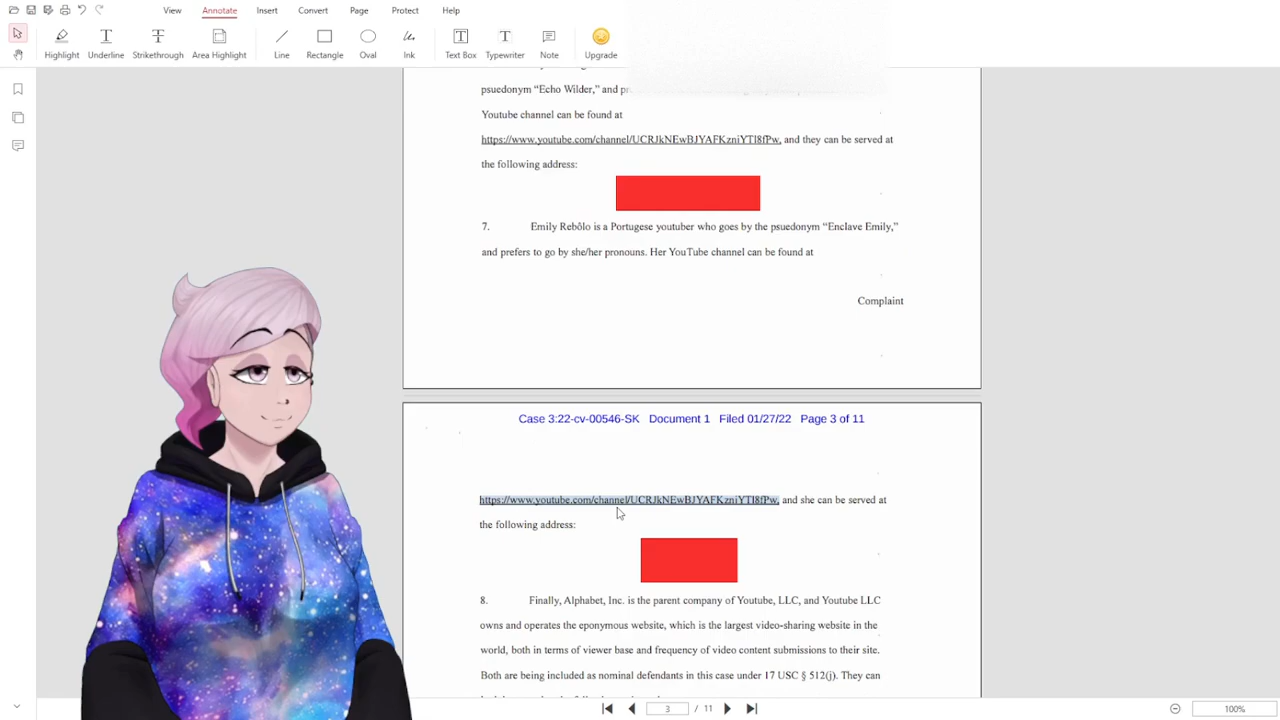 View Annotate Insert Convert Page Protect Help
Highlight Underline Strikethrough Area Highlight Line Rectangle Oval Ink Text Box Typewriter Note Upgrade
psuedonym “Echo Wilder,” and
Youtube channel can be found at
https://www.youtube.com/channel/UCRJkNEwBJYAFKzniYTI8fPw, and they can be served at
the following address:
7. Emily Rebôlo is a Portugese youtuber who goes by the psuedonym “Enclave Emily,”
and prefers to go by she/her pronouns. Her YouTube channel can be found at
Complaint
Case 3:22-cv-00546-SK Document 1 Filed 01/27/22 Page 3 of 11
https://www.youtube.com/channel/UCRJkNEwBJYAFKzniYTI8fPw, and she can be served at
the following address:
8. Finally, Alphabet, Inc. is the parent company of Youtube, LLC, and Youtube LLC
owns and operates the eponymous website, which is the largest video-sharing website in the
world, both in terms of viewer base and frequency of video content submissions to their site.
Both are being included as nominal defendants in this case under 17 USC § 512(j). They can
3 / 11
100%